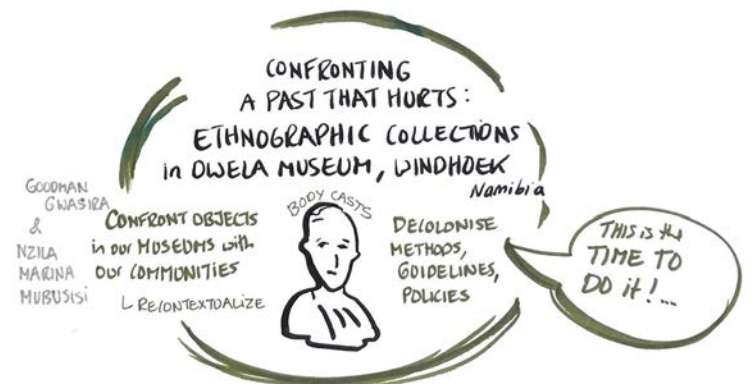 CONFRONTING
A PAST THAT HURTS:
ETHNOGRAPHIC COLLECTIONS
in OWELA MUSEUM, WINDHOEK
Namibia
GOODMAN
GWASIRA
&
NZILA
MARINA
MUBUSISI
CONFRONT OBJECTS
in our MUSEUMS with
our COMMUNITIES
RECONTEXTUALIZE
BODY CASTS
DECOLONISE
METHODS,
GUIDELINES,
POLICIES
THIS is the
TIME TO
DO it!...